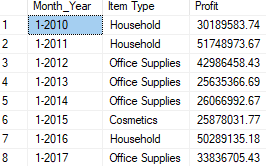 Month_Year Item Type Profit
1 1-2010 Household 30189583.74
2 1-2011 Household 51748973.67
3 1-2012 Office Supplies 42986458.43
4 1-2013 Office Supplies 25635366.69
5 1-2014 Office Supplies 26066992.67
6 1-2015 Cosmetics 25878031.77
7 1-2016 Household 50289135.18
8 1-2017 Office Supplies 33836705.43